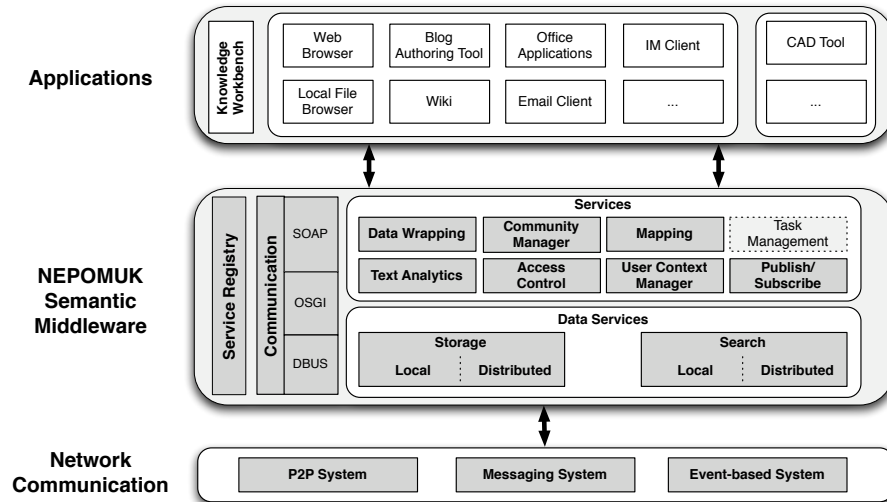 Applications
Knowledge
Workbench
Web
Browser
Blog
Authoring Tool
Office
Applications
IM Client
CAD Tool
Local File
Browser
Wiki
Email Client
...
...
NEPOMUK
Semantic
Middleware
Service Registry
Communication
SOAP
OSGI
DBUS
Services
Data Wrapping
Community
Manager
Mapping
Task
Management
Text Analytics
Access
Control
User Context
Manager
Publish/
Subscribe
Data Services
Storage
Local
Distributed
Search
Local
Distributed
Network
Communication
P2P System
Messaging System
Event-based System